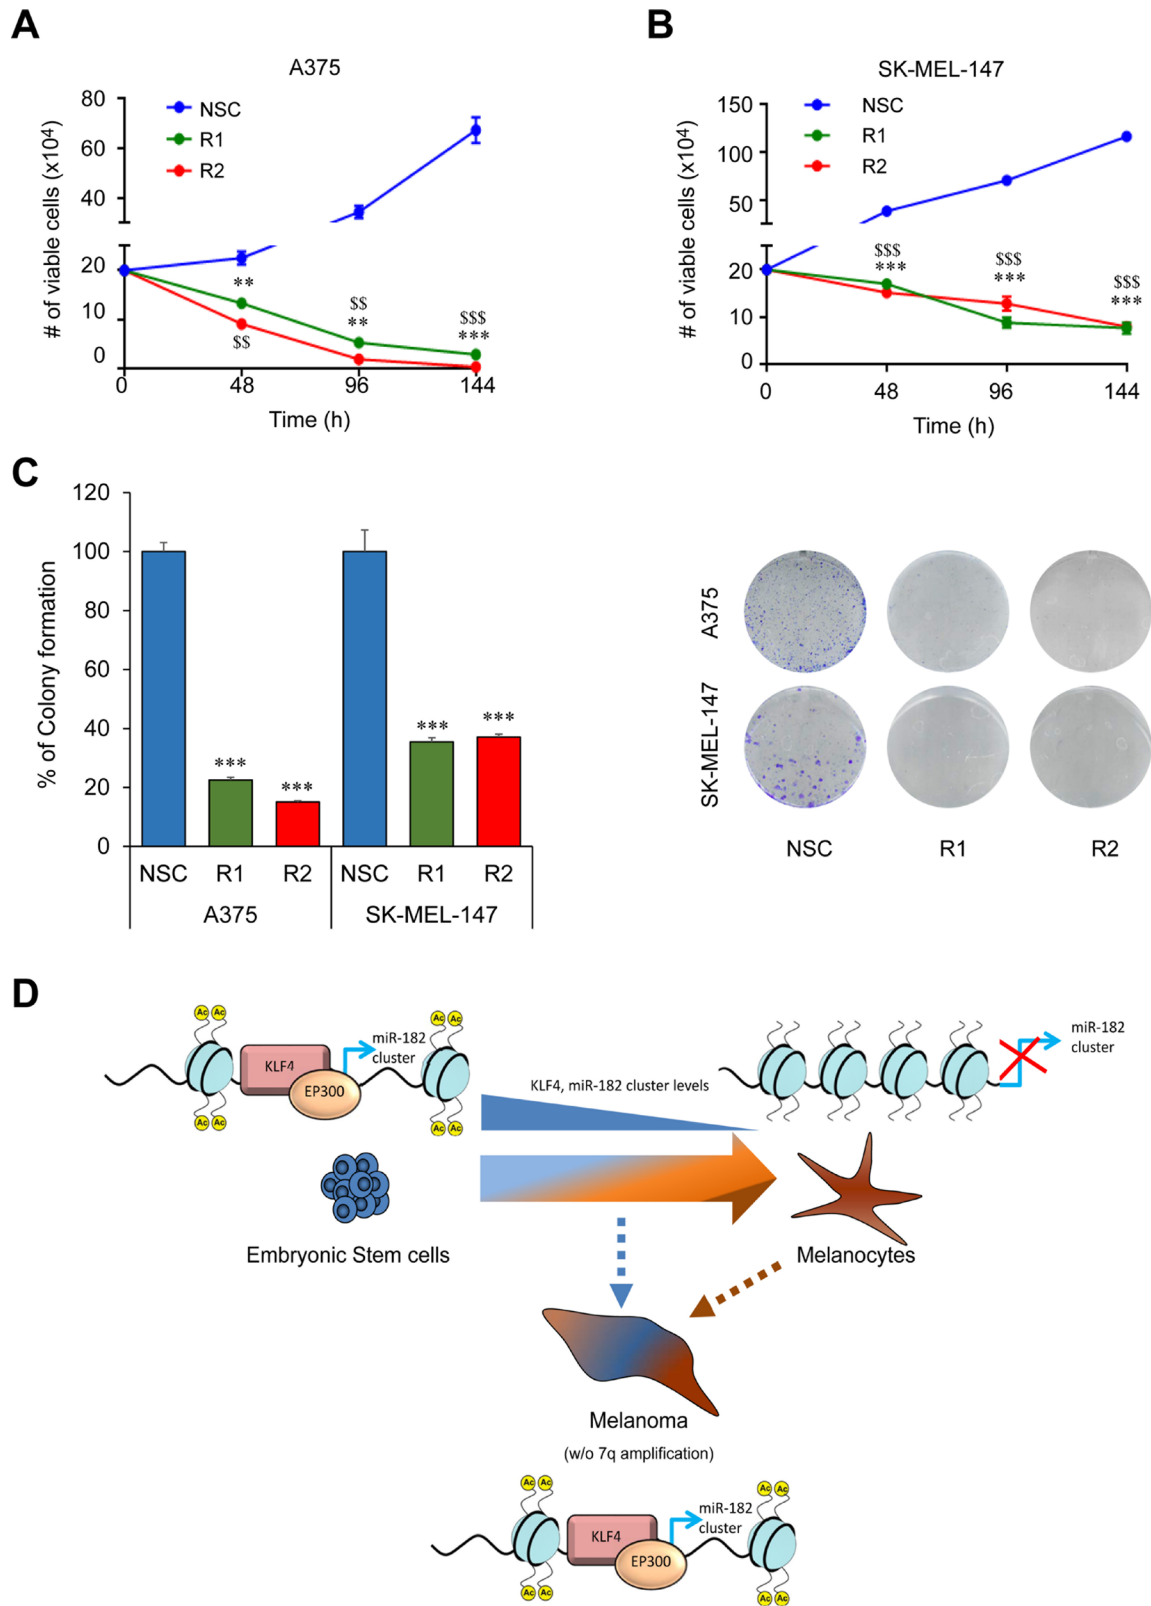 A
A375
# of viable cells (x10⁴)
80
60
40
20
10
0
NSC
R1
R2
**
$$
$$
**
$$$
***
0 48 96 144
Time (h)
B
SK-MEL-147
# of viable cells (x10⁴)
150
100
50
20
10
0
NSC
R1
R2
$$$
***
$$$
***
$$$
***
0 48 96 144
Time (h)
C
% of Colony formation
120
100
80
60
40
20
0
***
***
***
***
NSC R1 R2 NSC R1 R2
A375 SK-MEL-147
A375
SK-MEL-147
NSC R1 R2
D
Ac Ac
Ac Ac
KLF4
EP300
miR-182
cluster
Ac Ac
Ac Ac
KLF4, miR-182 cluster levels
miR-182
cluster
Embryonic Stem cells
Melanocytes
Melanoma
(w/o 7q amplification)
Ac Ac
Ac Ac
KLF4
EP300
miR-182
cluster
Ac Ac
Ac Ac